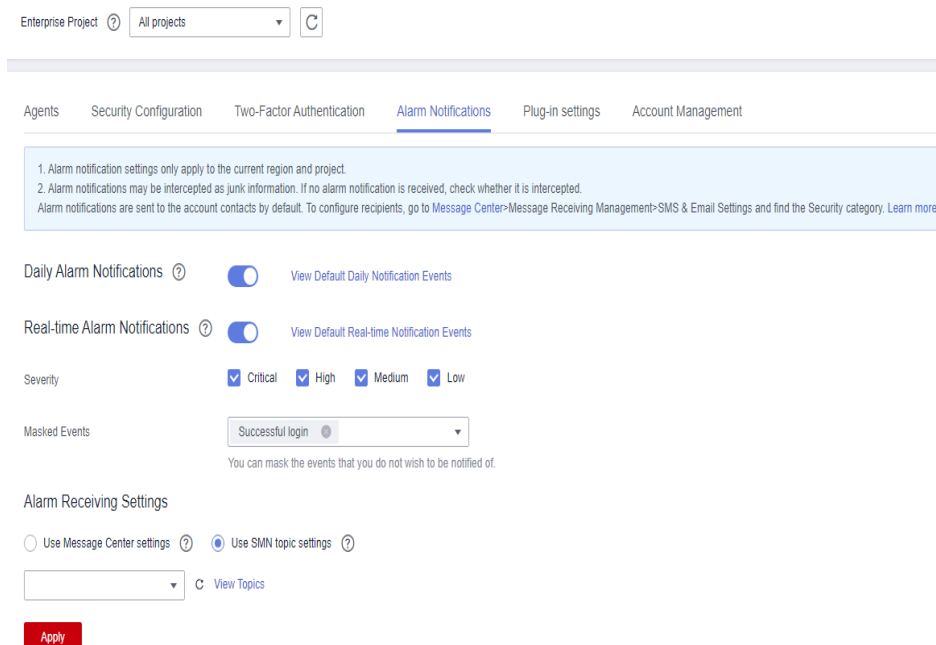 Enterprise Project ? All projects
Agents Security Configuration Two-Factor Authentication Alarm Notifications Plug-in settings Account Management
1. Alarm notification settings only apply to the current region and project.
2. Alarm notifications may be intercepted as junk information. If no alarm notification is received, check whether it is intercepted.
Alarm notifications are sent to the account contacts by default. To configure recipients, go to Message Center>Message Receiving Management>SMS & Email Settings and find the Security category. Learn more
Daily Alarm Notifications ? View Default Daily Notification Events
Real-time Alarm Notifications ? View Default Real-time Notification Events
Severity Critical High Medium Low
Masked Events Successful login
You can mask the events that you do not wish to be notified of.
Alarm Receiving Settings
Use Message Center settings ? Use SMN topic settings ?
View Topics
Apply